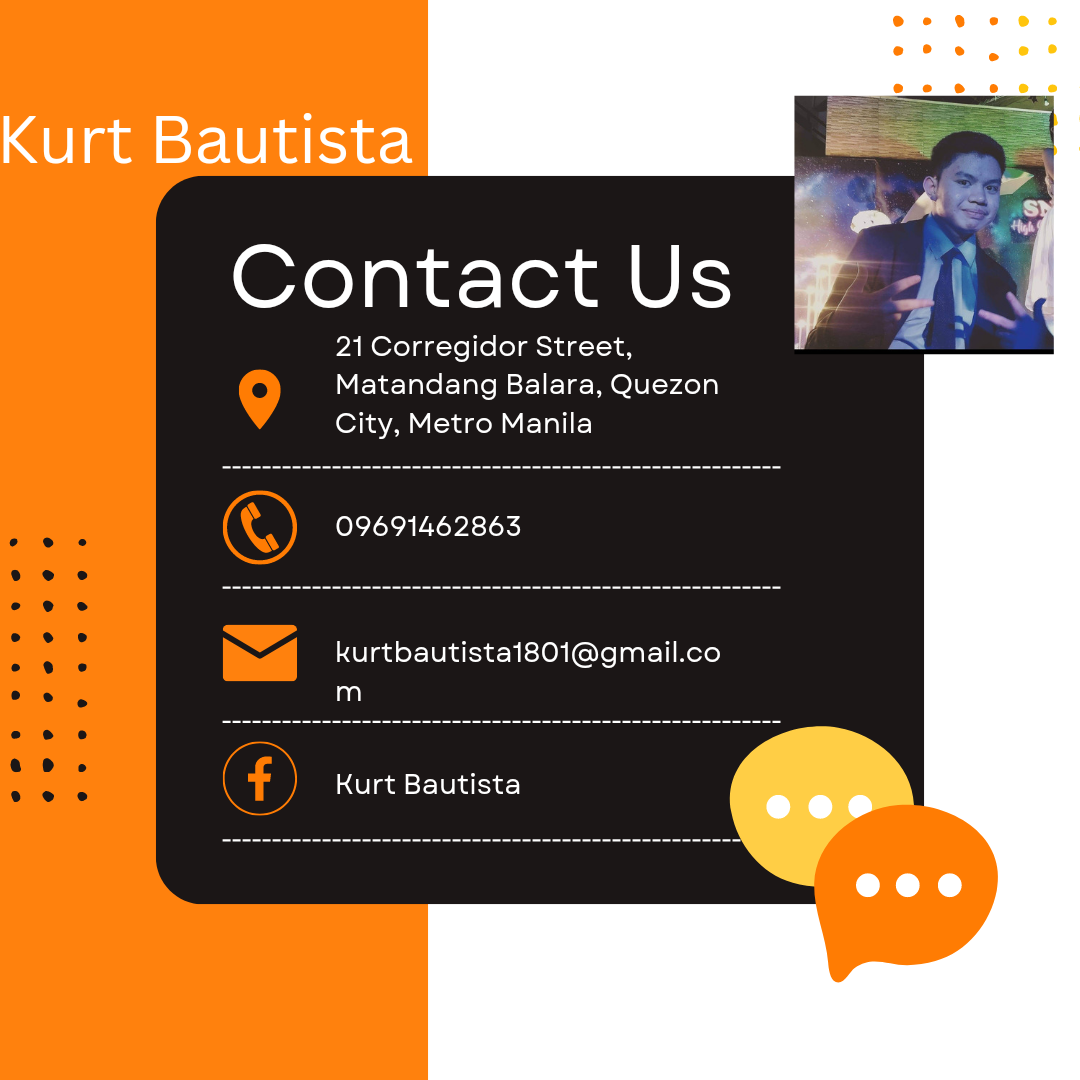 Kurt Bautista
Contact Us
21 Corregidor Street,
Matandang Balara, Quezon
City, Metro Manila
09691462863
kurtbautista1801@gmail.co
m
Kurt Bautista